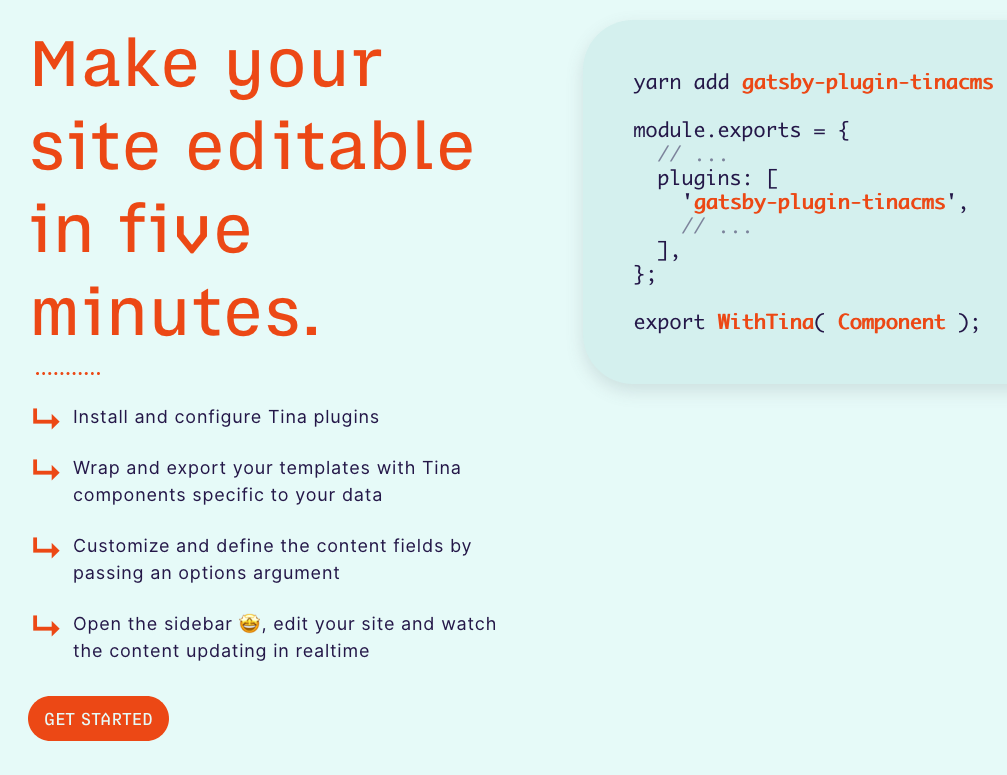 Make your
site editable
in five
minutes.
Install and configure Tina plugins
Wrap and export your templates with Tina
components specific to your data
Customize and define the content fields by
passing an options argument
Open the sidebar 🤩, edit your site and watch
the content updating in realtime
GET STARTED
yarn add gatsby-plugin-tinacms
module.exports = {
  // ...
  plugins: [
    'gatsby-plugin-tinacms',
    // ...
  ],
};
export WithTina( Component );